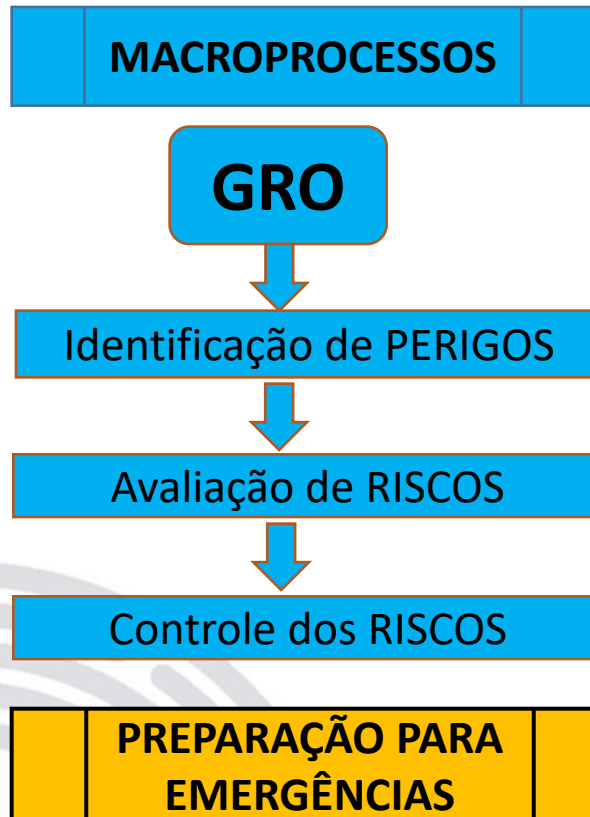 MACROPROCESSOS
GRO
Identificação de PERIGOS
Avaliação de RISCOS
Controle dos RISCOS
PREPARAÇÃO PARA
EMERGÊNCIAS